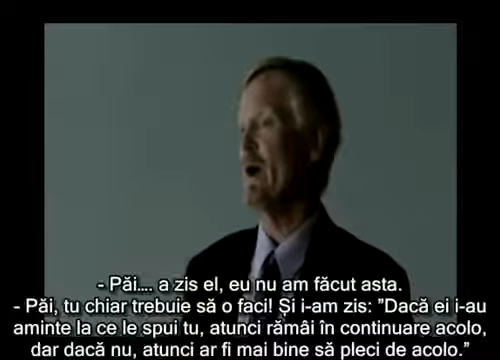 - Păi.... a zis el, eu nu am făcut asta.
- Păi, tu chiar trebuie să o faci! Și i-am zis: ”Dacă ei i-au
aminte la ce le spui tu, atunci rămâi în continuare acolo,
dar dacă nu, atunci ar fi mai bine să pleci de acolo.”